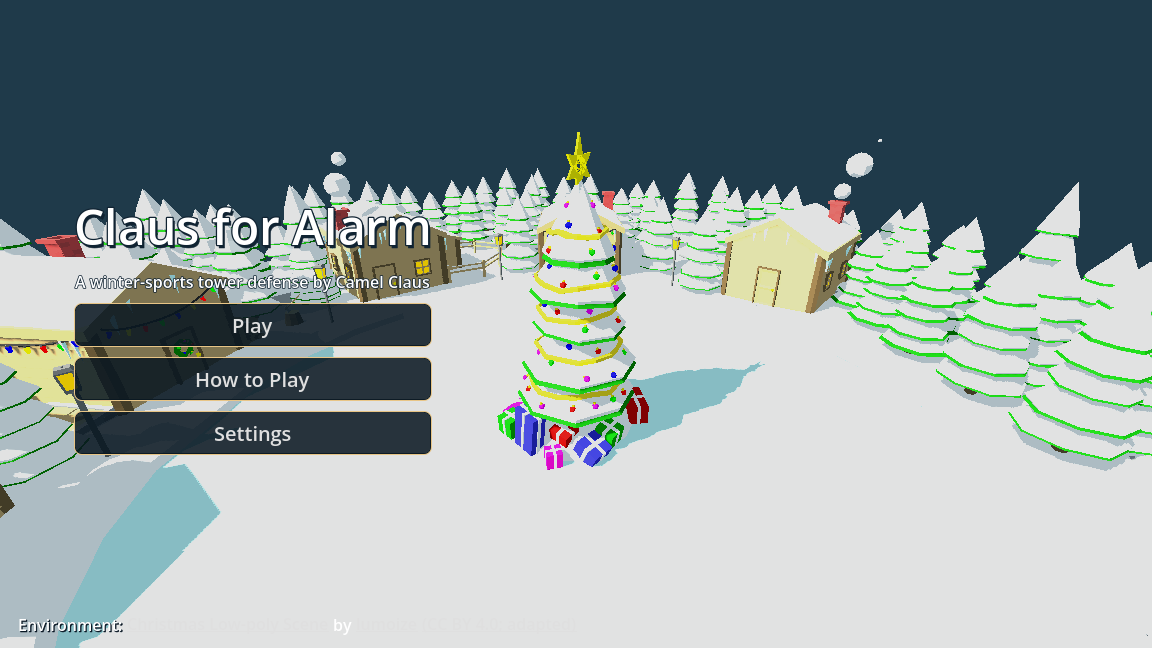 Claus for Alarm
A winter-sports tower defense by Camel Claus
Play
How to Play
Settings
Environment: by